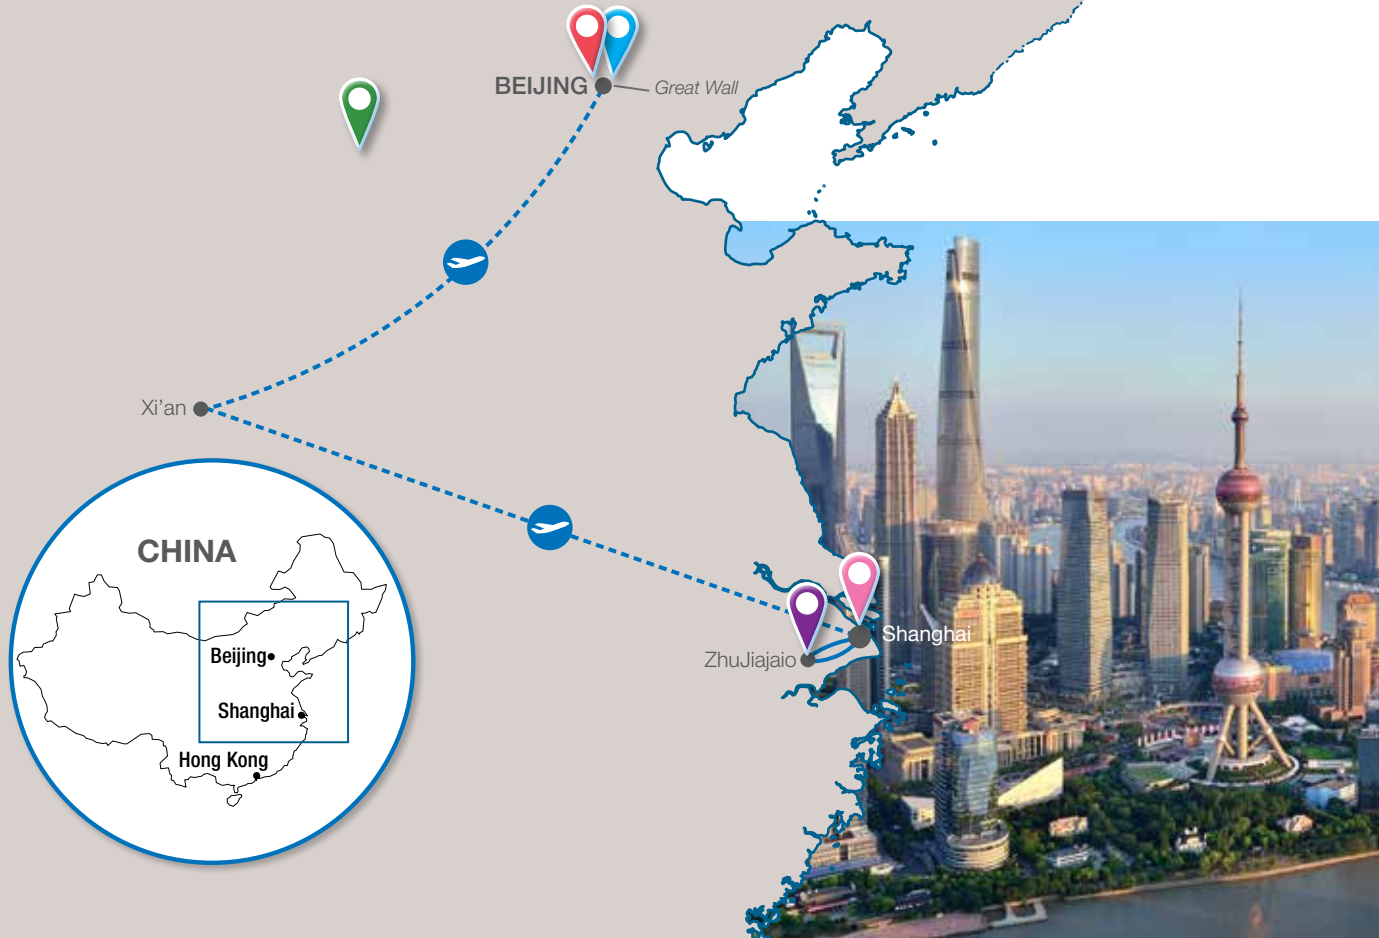 BEIJING
Great Wall
Xi'an
Shanghai
ZhuJiajaio
CHINA
Beijing
Shanghai
Hong Kong